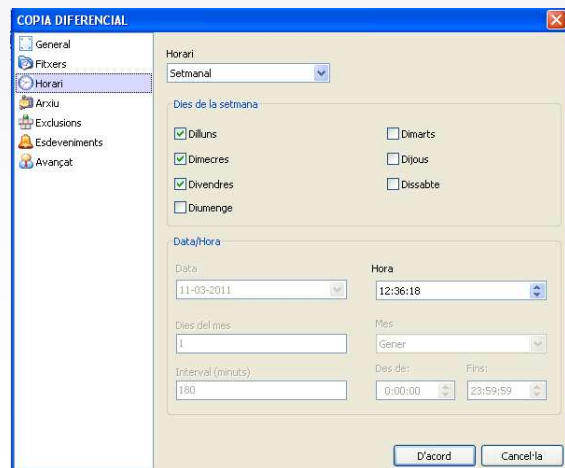 COPIA DIFERENCIAL
General
Fitxers
Horari
Arxiu
Exclusions
Esdeveniments
Avançat
Horari
Setmanal
Dies de la setmana
Dilluns
Dimarts
Dimecres
Dijous
Divendres
Dissabte
Diumenge
Data/Hora
Data
Hora
11-03-2011
12:36:18
Dies del mes
Mes
1
Gener
Interval (minuts)
Des de:
Fins:
180
0:00:00
23:59:59
D'acord
Cancel·la